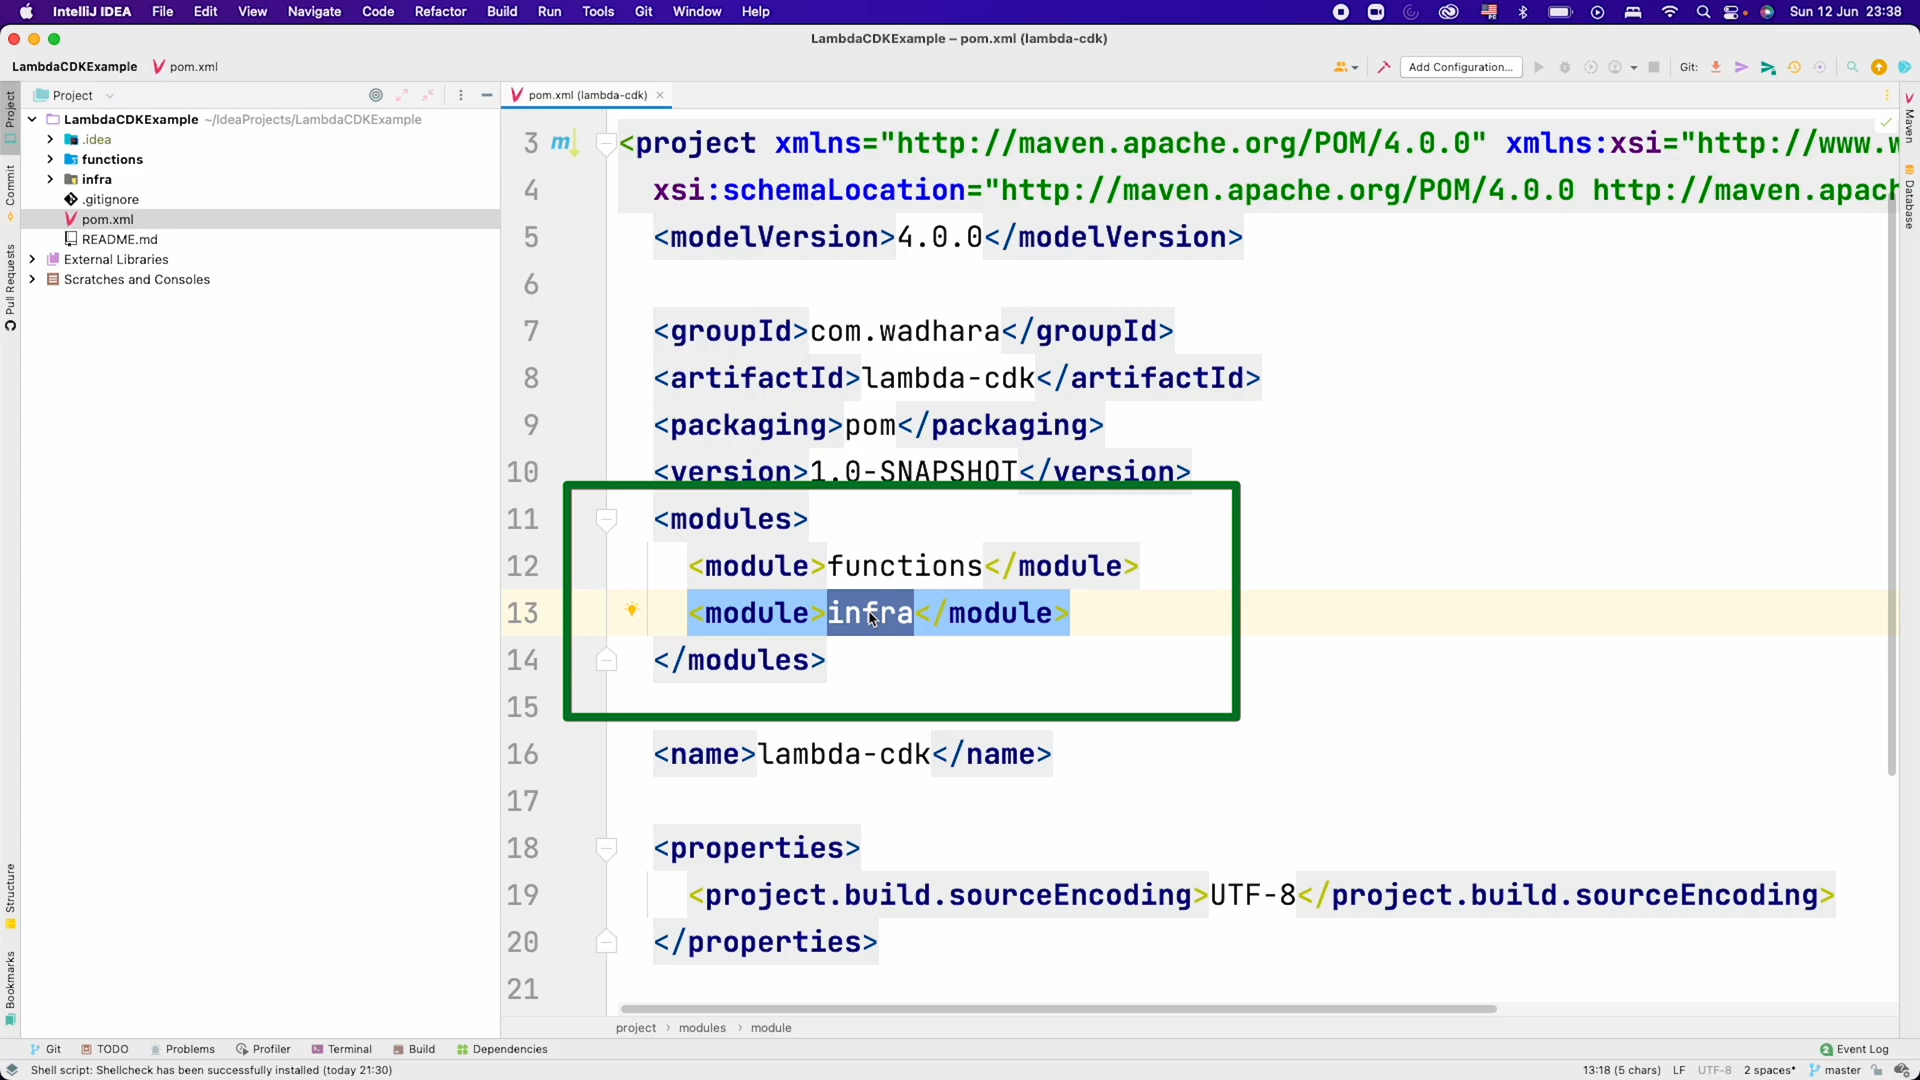 IntelliJ IDEA File Edit View Navigate Code Refactor Build Run Tools Git Window Help Sun 12 Jun 23:38
LambdaCDKExample – pom.xml (lambda-cdk)
LambdaCDKExample pom.xml Add Configuration... Git:
Project
pom.xml (lambda-cdk)
LambdaCDKExample ~/IdeaProjects/LambdaCDKExample
.idea
functions
infra
.gitignore
pom.xml
README.md
External Libraries
Scratches and Consoles
Project
Commit
Pull Requests
Structure
Bookmarks
3 m <project xmlns="http://maven.apache.org/POM/4.0.0" xmlns:xsi="http://www.w
4 xsi:schemaLocation="http://maven.apache.org/POM/4.0.0 http://maven.apach
5 <modelVersion>4.0.0</modelVersion>
6
7 <groupId>com.wadhara</groupId>
8 <artifactId>lambda-cdk</artifactId>
9 <packaging>pom</packaging>
10 <version>1.0-SNAPSHOT</version>
11 <modules>
12 <module>functions</module>
13 <module>infra</module>
14 </modules>
15
16 <name>lambda-cdk</name>
17
18 <properties>
19 <project.build.sourceEncoding>UTF-8</project.build.sourceEncoding>
20 </properties>
21
Maven
Database
project › modules › module
Git TODO Problems Profiler Terminal Build Dependencies 2 Event Log
Shell script: Shellcheck has been successfully installed (today 21:30) 13:18 (5 chars) LF UTF-8 2 spaces* master